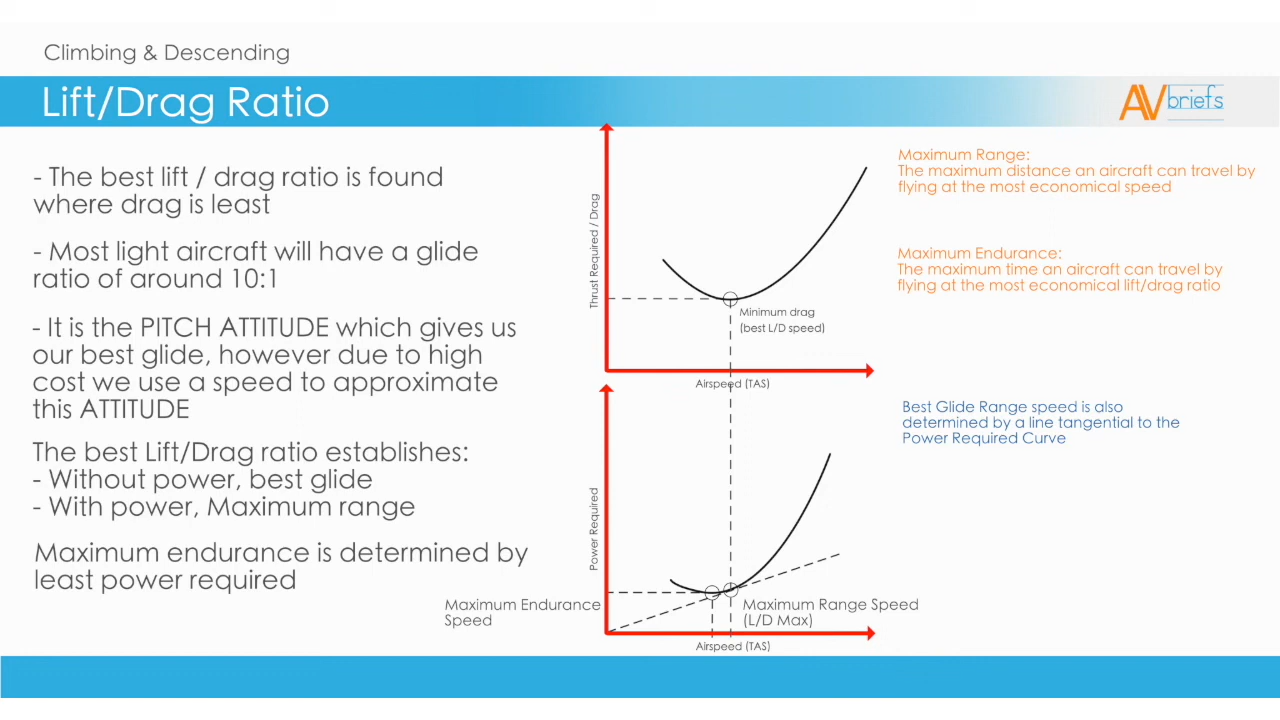 Climbing & Descending
Lift/Drag Ratio
AVbriefs
- The best lift / drag ratio is found
where drag is least
- Most light aircraft will have a glide
ratio of around 10:1
- It is the PITCH ATTITUDE which gives us
our best glide, however due to high
cost we use a speed to approximate
this ATTITUDE
The best Lift/Drag ratio establishes:
- Without power, best glide
- With power, Maximum range
Maximum endurance is determined by
least power required
Thrust Required / Drag
Minimum drag
(best L/D speed)
Airspeed (TAS)
Power Required
Maximum Endurance
Speed
Maximum Range Speed
(L/D Max)
Airspeed (TAS)
Maximum Range:
The maximum distance an aircraft can travel by
flying at the most economical speed
Maximum Endurance:
The maximum time an aircraft can travel by
flying at the most economical lift/drag ratio
Best Glide Range speed is also
determined by a line tangential to the
Power Required Curve